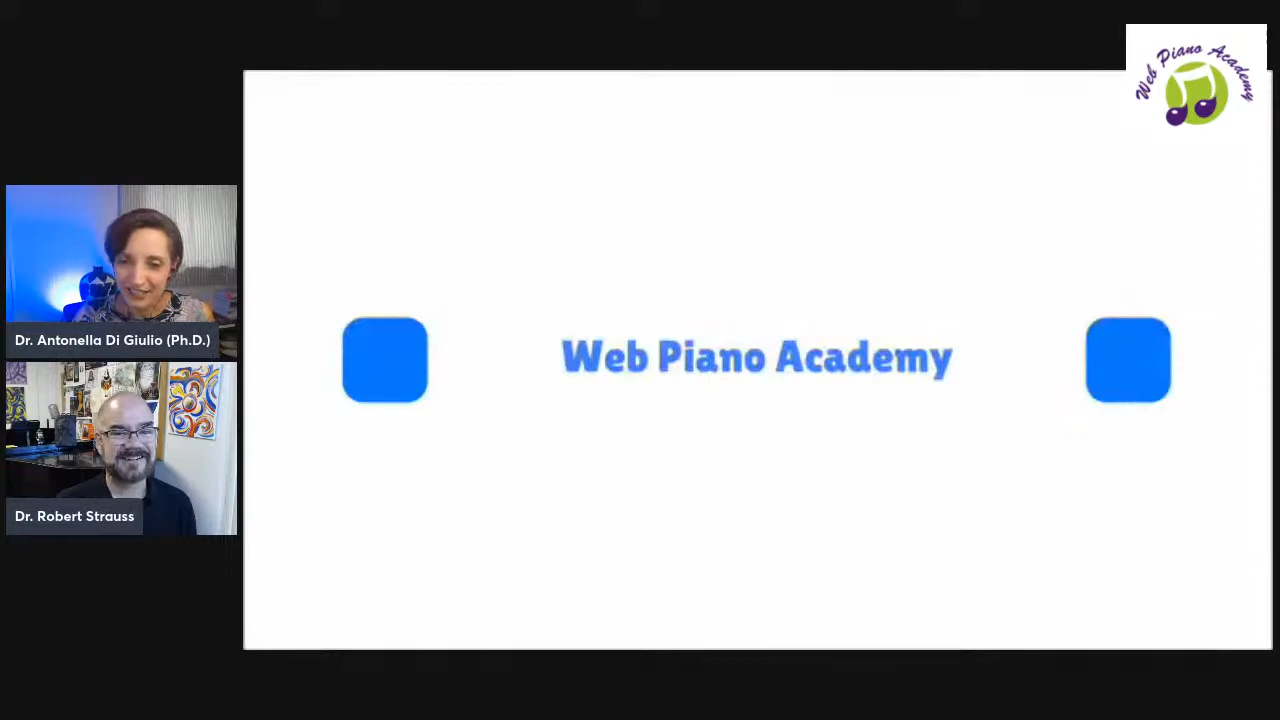 Web Piano Academy
Dr. Antonella Di Giulio (Ph.D.)
Web Piano Academy
Dr. Robert Strauss